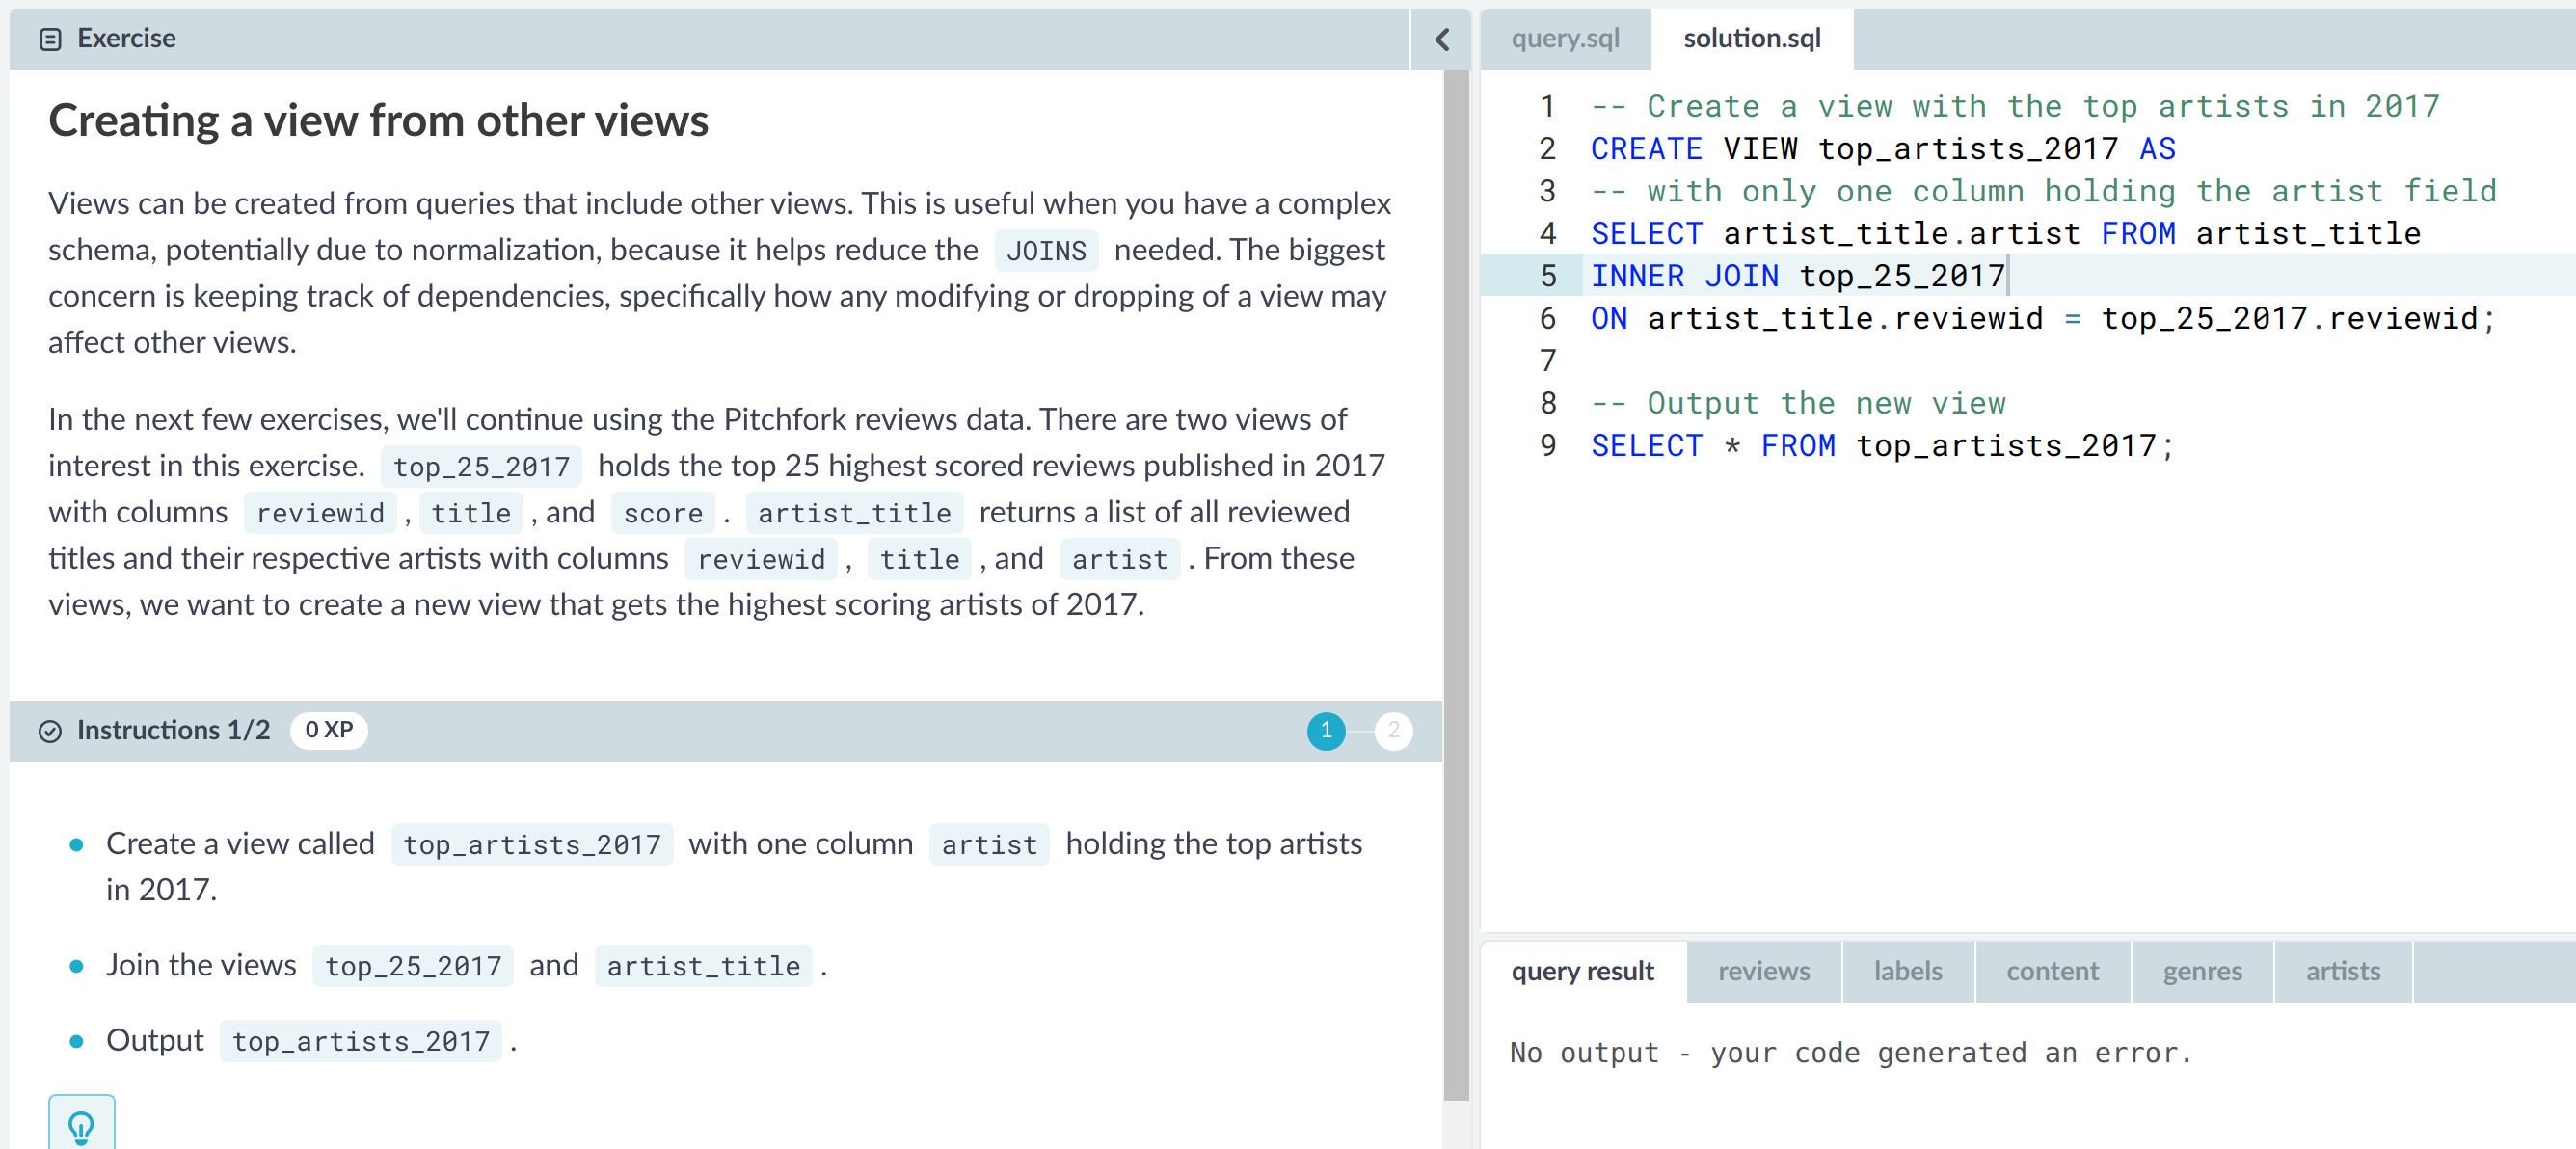 Exercise
Creating a view from other views
Views can be created from queries that include other views. This is useful when you have a complex
schema, potentially due to normalization, because it helps reduce the JOINS needed. The biggest
concern is keeping track of dependencies, specifically how any modifying or dropping of a view may
affect other views.
In the next few exercises, we'll continue using the Pitchfork reviews data. There are two views of
interest in this exercise. top_25_2017 holds the top 25 highest scored reviews published in 2017
with columns reviewid , title , and score . artist_title returns a list of all reviewed
titles and their respective artists with columns reviewid , title , and artist . From these
views, we want to create a new view that gets the highest scoring artists of 2017.
Instructions 1/2 0 XP 1 2
Create a view called top_artists_2017 with one column artist holding the top artists
in 2017.
Join the views top_25_2017 and artist_title .
Output top_artists_2017 .
query.sql solution.sql
1 -- Create a view with the top artists in 2017
2 CREATE VIEW top_artists_2017 AS
3 -- with only one column holding the artist field
4 SELECT artist_title.artist FROM artist_title
5 INNER JOIN top_25_2017
6 ON artist_title.reviewid = top_25_2017.reviewid;
7
8 -- Output the new view
9 SELECT * FROM top_artists_2017;
query result reviews labels content genres artists
No output - your code generated an error.